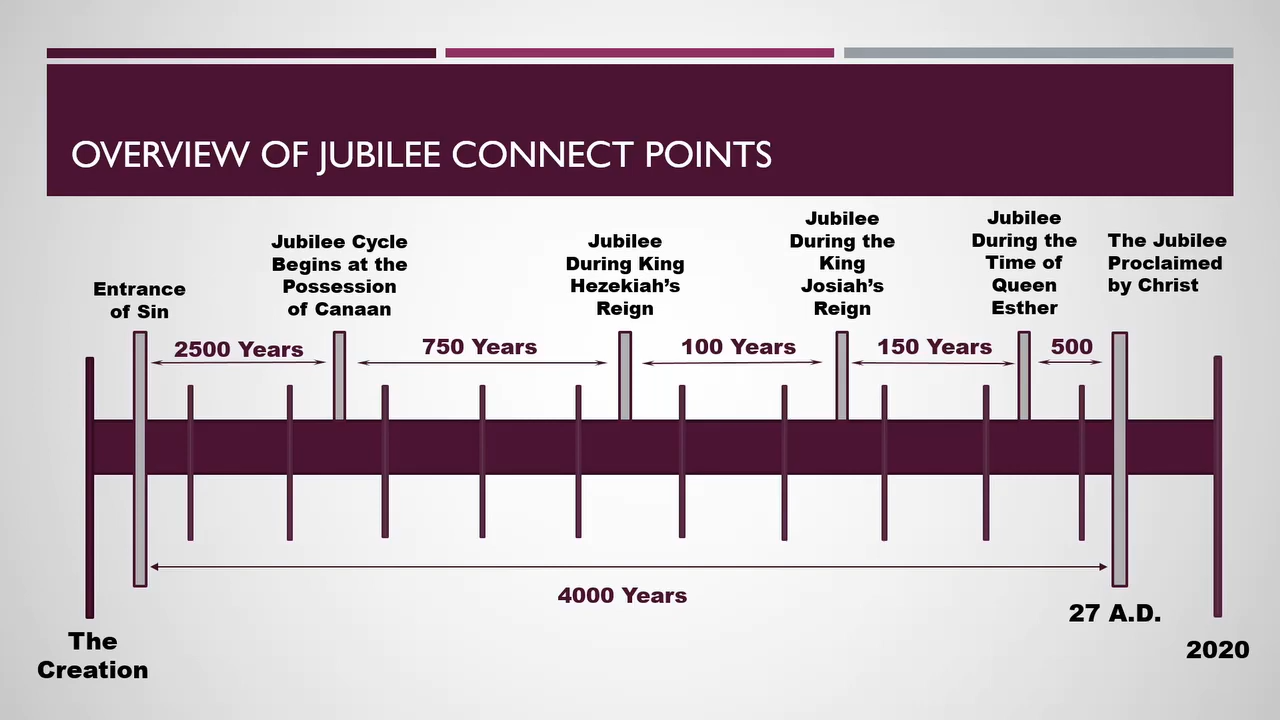 OVERVIEW OF JUBILEE CONNECT POINTS
Entrance
of Sin
Jubilee Cycle
Begins at the
Possession
of Canaan
Jubilee
During King
Hezekiah's
Reign
Jubilee
During the
King
Josiah's
Reign
Jubilee
During the
Time of
Queen
Esther
The Jubilee
Proclaimed
by Christ
2500 Years
750 Years
100 Years
150 Years
500
4000 Years
27 A.D.
The
Creation
2020